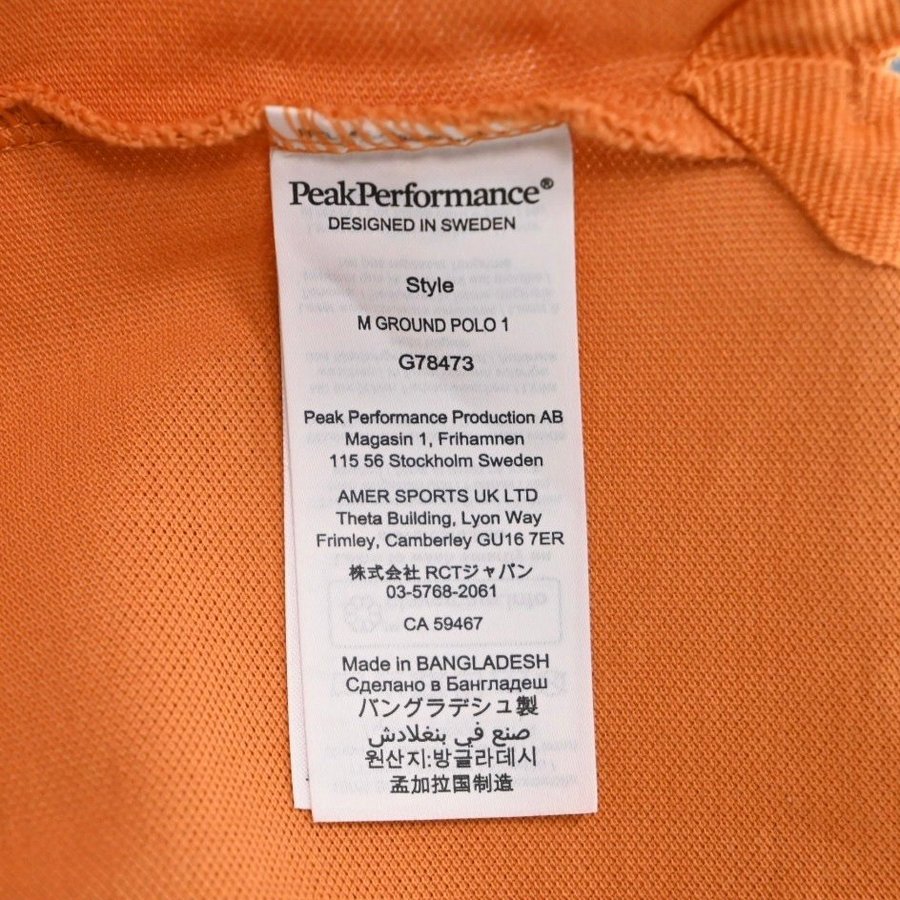 PeakPerformance®
DESIGNED IN SWEDEN
Style
M GROUND POLO 1
G78473
Peak Performance Production AB
Magasin 1, Frihamnen
115 56 Stockholm Sweden
AMER SPORTS UK LTD
Theta Building, Lyon Way
Frimley, Camberley GU16 7ER
株式会社 RCTジャパン
03-5768-2061
CA 59467
Made in BANGLADESH
Сделано в Бангладеш
バングラデシュ製
صنع في بنغلادش
원산지:방글라데시
孟加拉国制造